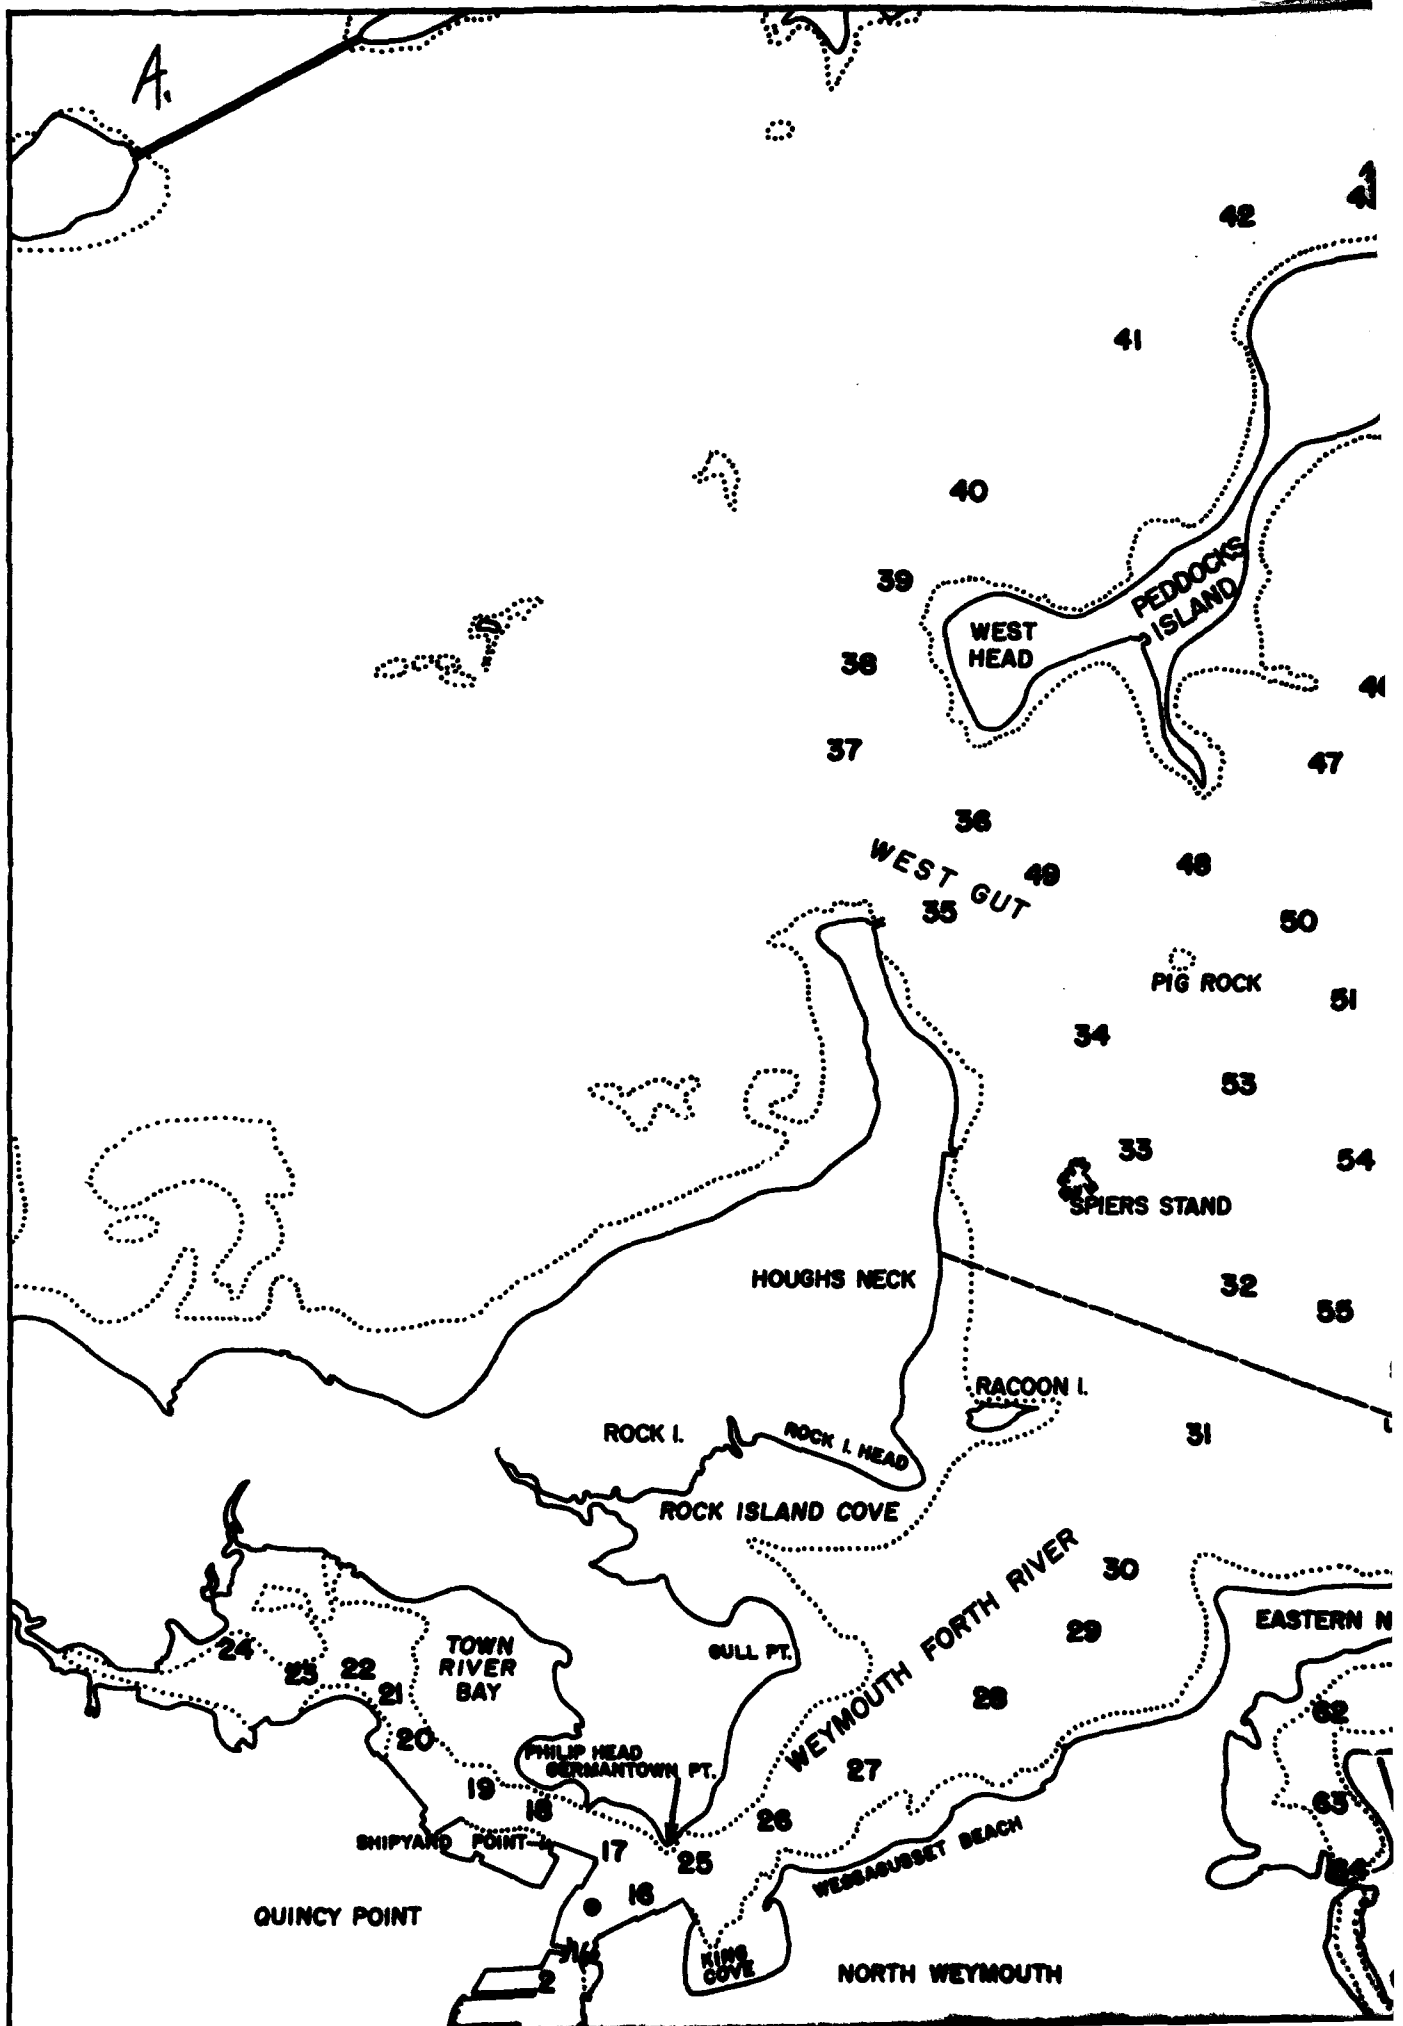 A.
42
41
40
39
PEDDOCKS
ISLAND
WEST
HEAD
38
37
47
36
WEST GUT
49
48
35
50
PIG ROCK
51
34
53
33
54
SPIERS STAND
HOUGHS NECK
32
55
RACOON I.
ROCK I.
ROCK I. HEAD
31
ROCK ISLAND COVE
WEYMOUTH FORTH RIVER
30
29
EASTERN N
24
23
22
21
TOWN
RIVER
BAY
GULL PT.
28
62
20
PHILIP HEAD
GERMANTOWN PT.
27
19
18
26
63
SHIPYARD POINT
17
25
WESSAGUSSET BEACH
64
16
QUINCY POINT
KING
COVE
2
NORTH WEYMOUTH